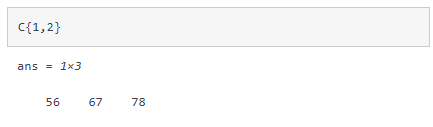 C{1,2}
ans = 1×3
56 67 78